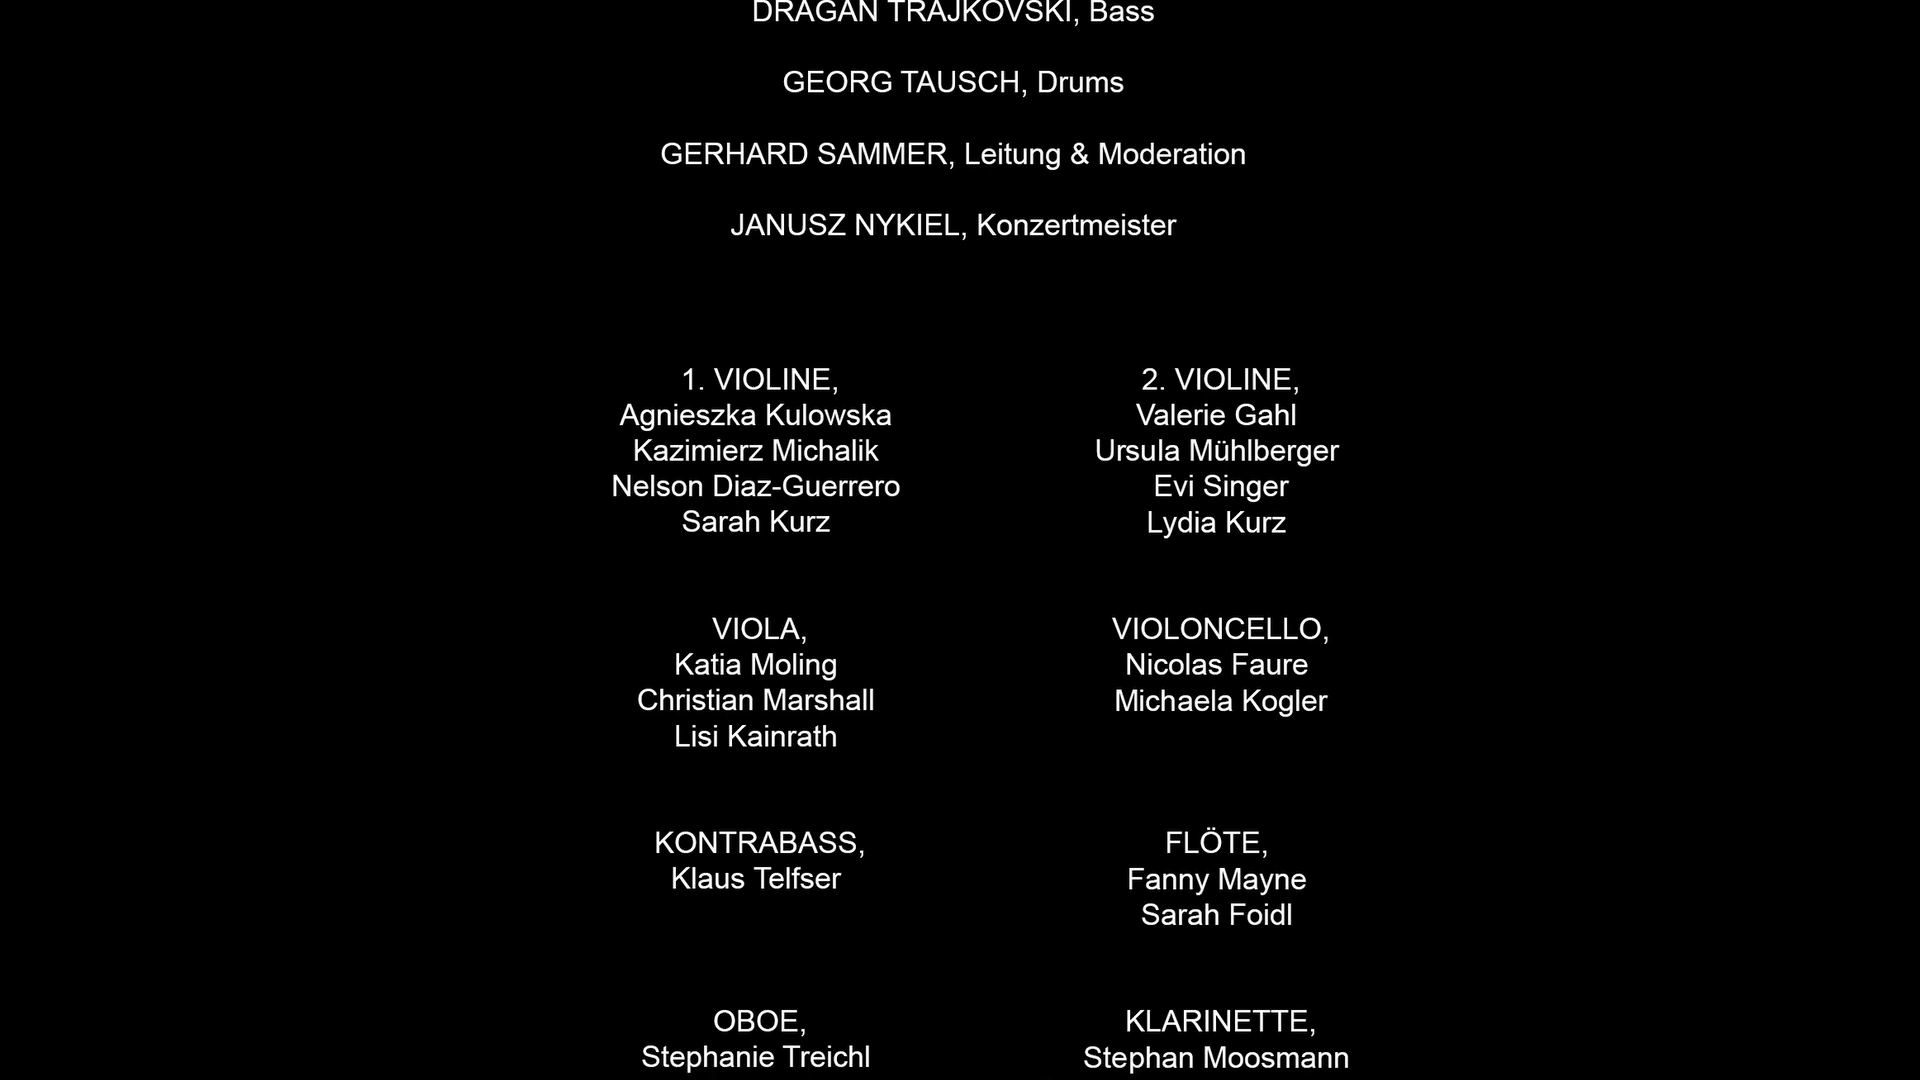 DRAGAN TRAJKOVSKI, Bass
GEORG TAUSCH, Drums
GERHARD SAMMER, Leitung & Moderation
JANUSZ NYKIEL, Konzertmeister
1. VIOLINE,
Agnieszka Kulowska
Kazimierz Michalik
Nelson Diaz-Guerrero
Sarah Kurz
2. VIOLINE,
Valerie Gahl
Ursula Mühlberger
Evi Singer
Lydia Kurz
VIOLA,
Katia Moling
Christian Marshall
Lisi Kainrath
VIOLONCELLO,
Nicolas Faure
Michaela Kogler
KONTRABASS,
Klaus Telfser
FLÖTE,
Fanny Mayne
Sarah Foidl
OBOE,
Stephanie Treichl
KLARINETTE,
Stephan Moosmann